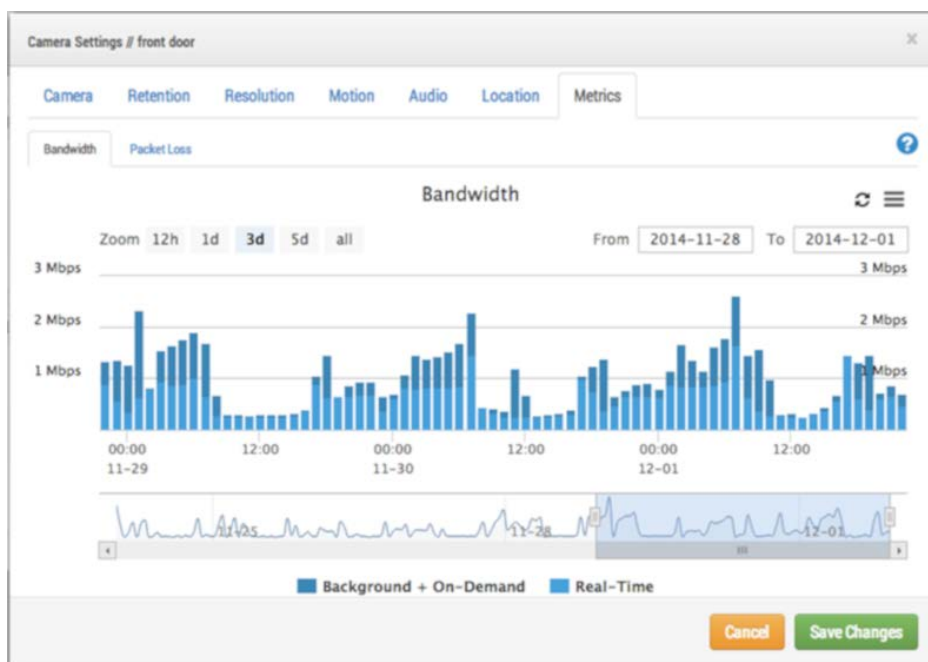 Camera Settings // front door ×
Camera Retention Resolution Motion Audio Location Metrics
Bandwidth Packet Loss ?
Bandwidth
Zoom 12h 1d 3d 5d all From 2014-11-28 To 2014-12-01
3 Mbps 3 Mbps
2 Mbps 2 Mbps
1 Mbps 1 Mbps
00:00 12:00 00:00 12:00 00:00 12:00
11-29 11-30 12-01
11-25 11-28 12-01
Background + On-Demand Real-Time
Cancel Save Changes